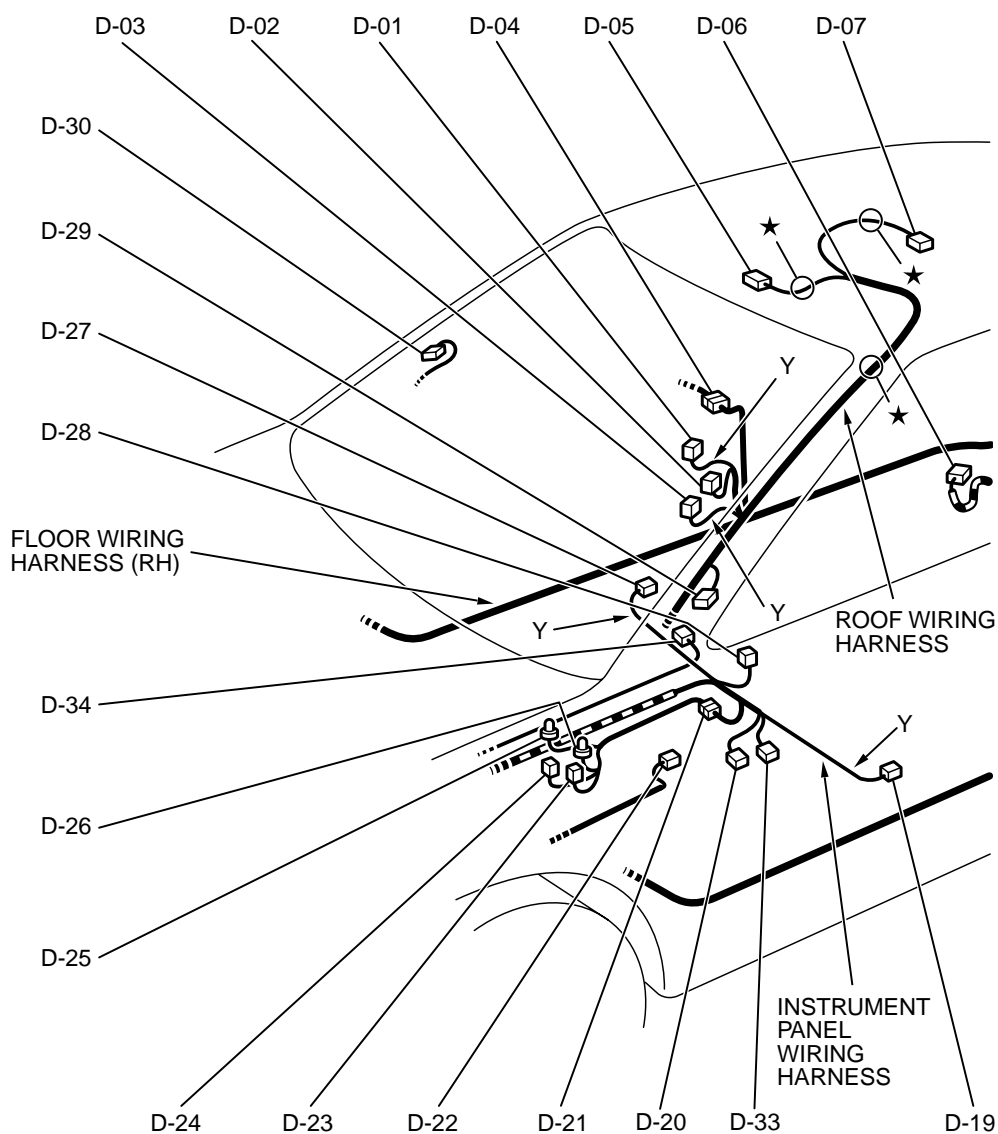 D-03 D-02 D-01 D-04 D-05 D-06 D-07
D-30
D-29
D-27
D-28
Y
FLOOR WIRING
HARNESS (RH)
Y
Y
ROOF WIRING
HARNESS
D-34
Y
D-26
D-25
INSTRUMENT
PANEL
WIRING
HARNESS
D-24 D-23 D-22 D-21 D-20 D-33 D-19